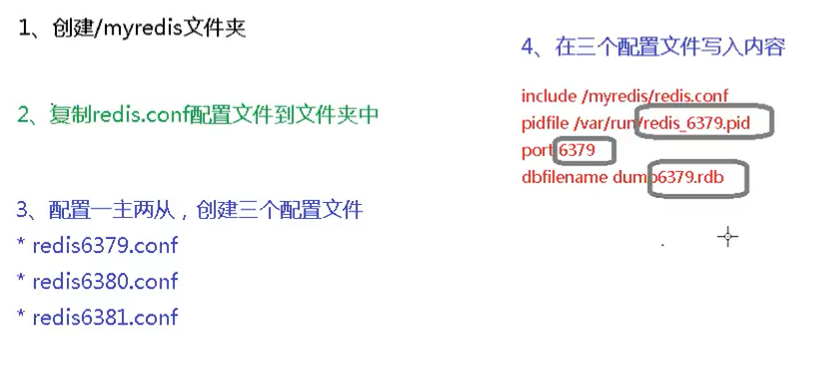 1、创建/myredis文件夹
2、复制redis.conf配置文件到文件夹中
3、配置一主两从，创建三个配置文件
* redis6379.conf
* redis6380.conf
* redis6381.conf
4、在三个配置文件写入内容
include /myredis/redis.conf
pidfile /var/run/redis_6379.pid
port 6379
dbfilename dump6379.rdb